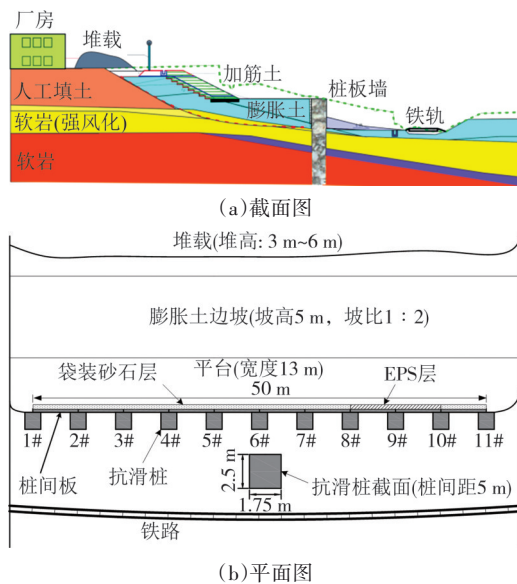 厂房
堆载
加筋土
桩板墙
人工填土
膨胀土
铁轨
软岩(强风化)
软岩
(a)截面图
堆载(堆高: 3 m~6 m)
膨胀土边坡(坡高5 m，坡比1∶2)
袋装砂石层
平台(宽度13 m)
EPS层
50 m
1#
2#
3#
4#
5#
6#
7#
8#
9#
10#
11#
桩间板
抗滑桩
2.5 m
抗滑桩截面(桩间距5 m)
1.75 m
铁路
(b)平面图